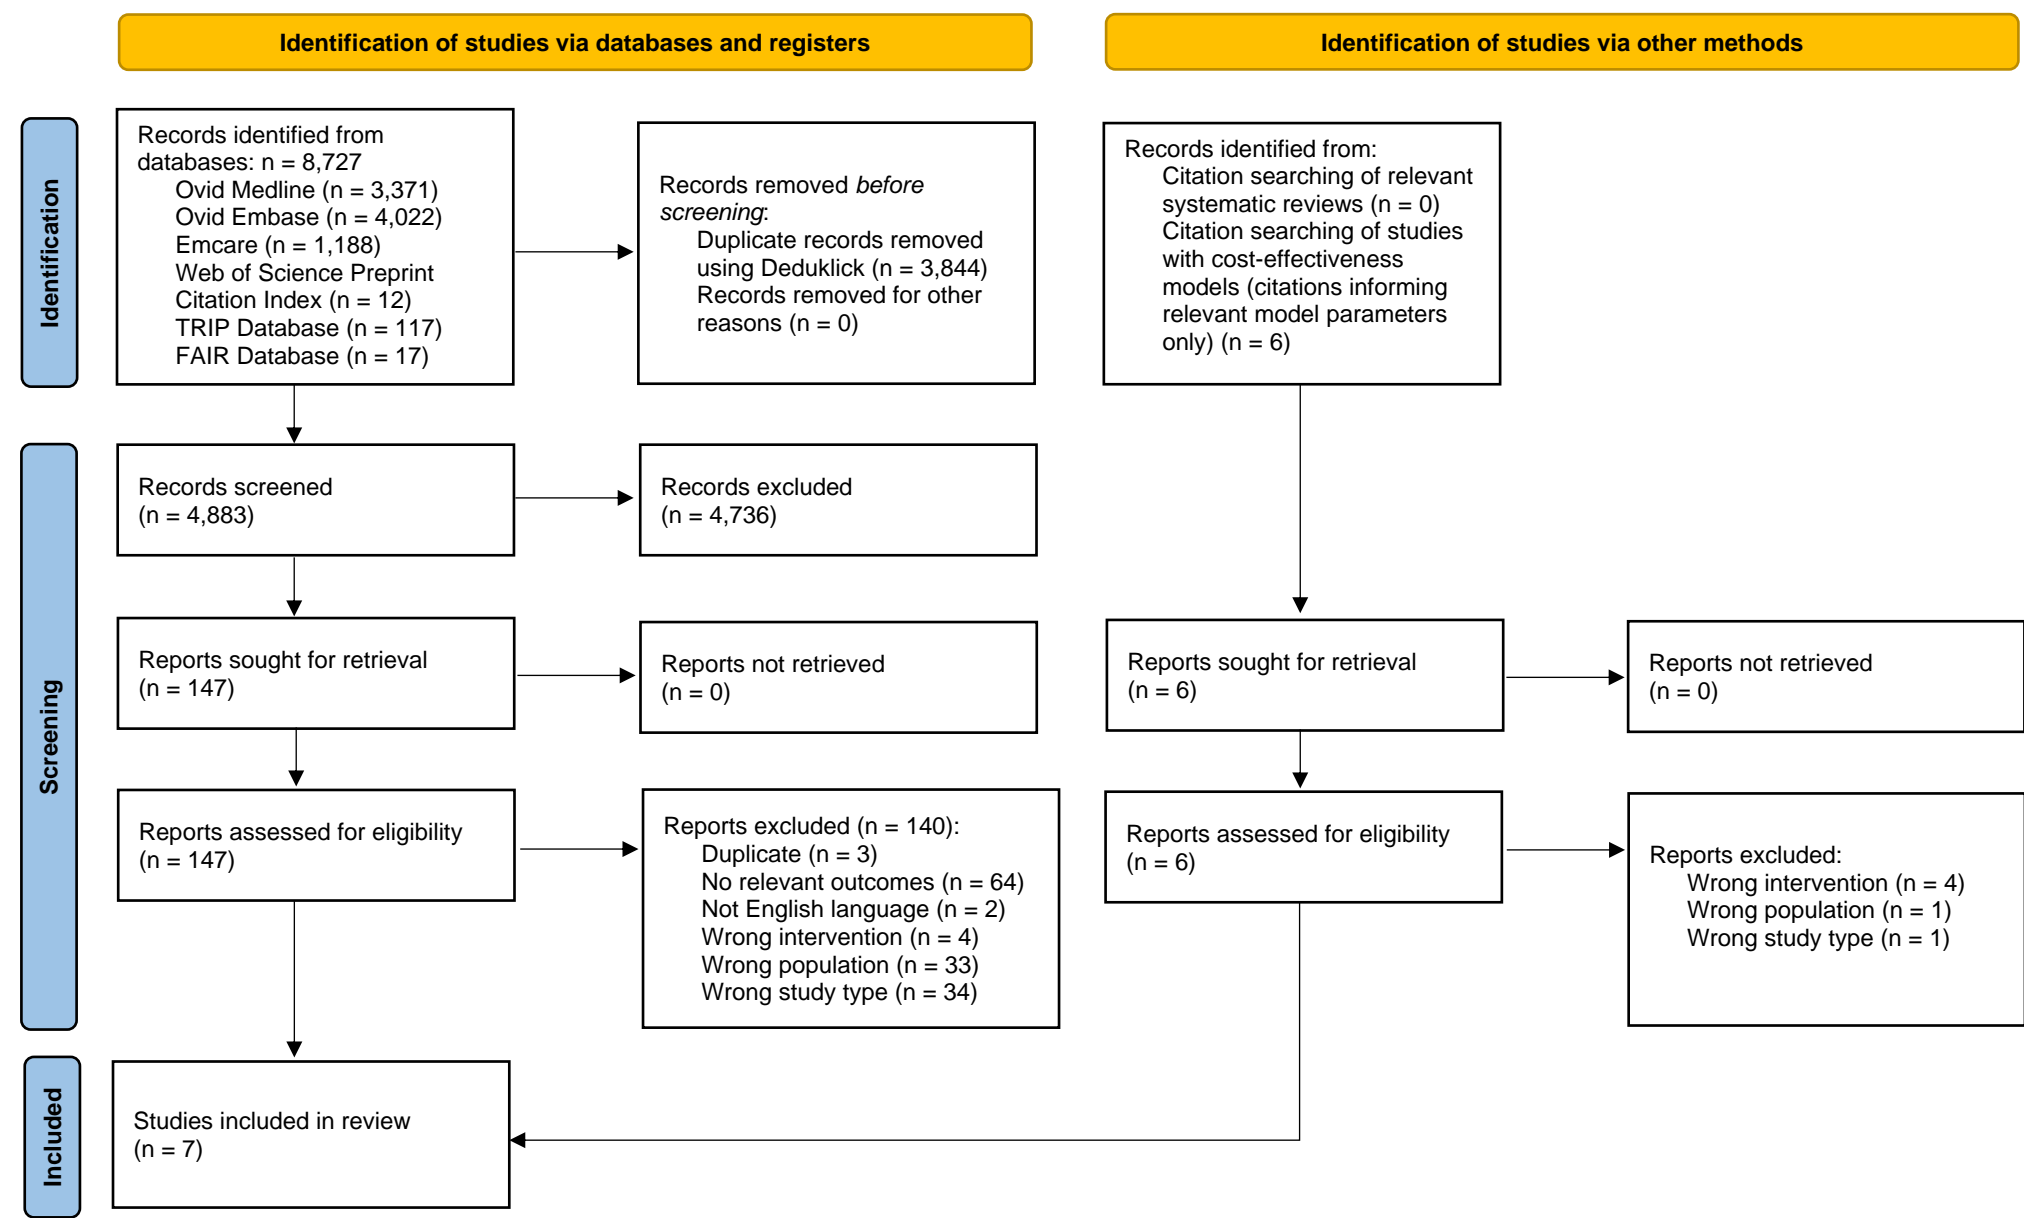 Identification of studies via databases and registers
Identification of studies via other methods
Identification
Records identified from
databases: n = 8,727
Ovid Medline (n = 3,371)
Ovid Embase (n = 4,022)
Emcare (n = 1,188)
Web of Science Preprint
Citation Index (n = 12)
TRIP Database (n = 117)
FAIR Database (n = 17)
Records removed before
screening:
Duplicate records removed
using Deduklick (n = 3,844)
Records removed for other
reasons (n = 0)
Records identified from:
Citation searching of relevant
systematic reviews (n = 0)
Citation searching of studies
with cost-effectiveness
models (citations informing
relevant model parameters
only) (n = 6)
Screening
Records screened
(n = 4,883)
Records excluded
(n = 4,736)
Reports sought for retrieval
(n = 147)
Reports not retrieved
(n = 0)
Reports sought for retrieval
(n = 6)
Reports not retrieved
(n = 0)
Reports assessed for eligibility
(n = 147)
Reports excluded (n = 140):
Duplicate (n = 3)
No relevant outcomes (n = 64)
Not English language (n = 2)
Wrong intervention (n = 4)
Wrong population (n = 33)
Wrong study type (n = 34)
Reports assessed for eligibility
(n = 6)
Reports excluded:
Wrong intervention (n = 4)
Wrong population (n = 1)
Wrong study type (n = 1)
Included
Studies included in review
(n = 7)